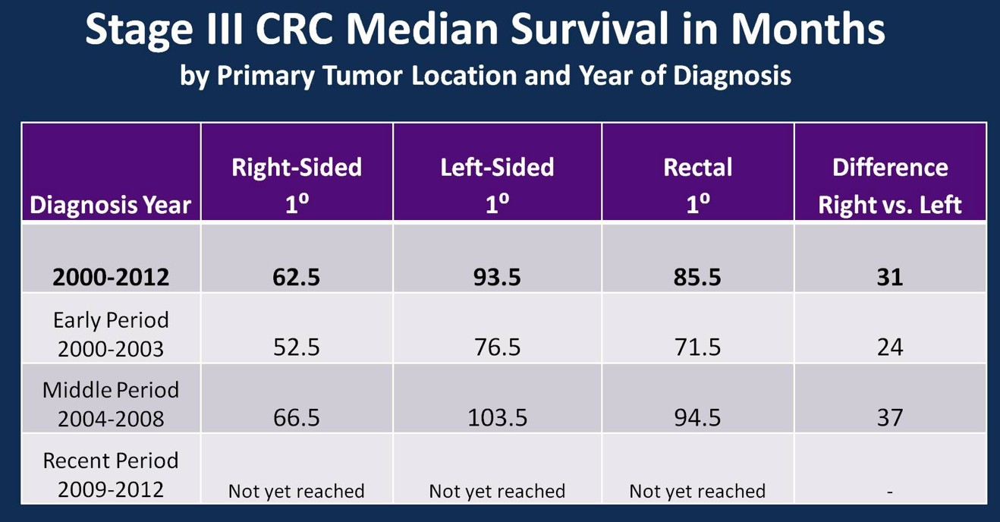 Stage III CRC Median Survival in Months
by Primary Tumor Location and Year of Diagnosis
Diagnosis Year
Right-Sided
1⁰
Left-Sided
1⁰
Rectal
1⁰
Difference
Right vs. Left
2000-2012 62.5 93.5 85.5 31
Early Period
2000-2003 52.5 76.5 71.5 24
Middle Period
2004-2008 66.5 103.5 94.5 37
Recent Period
2009-2012 Not yet reached Not yet reached Not yet reached -